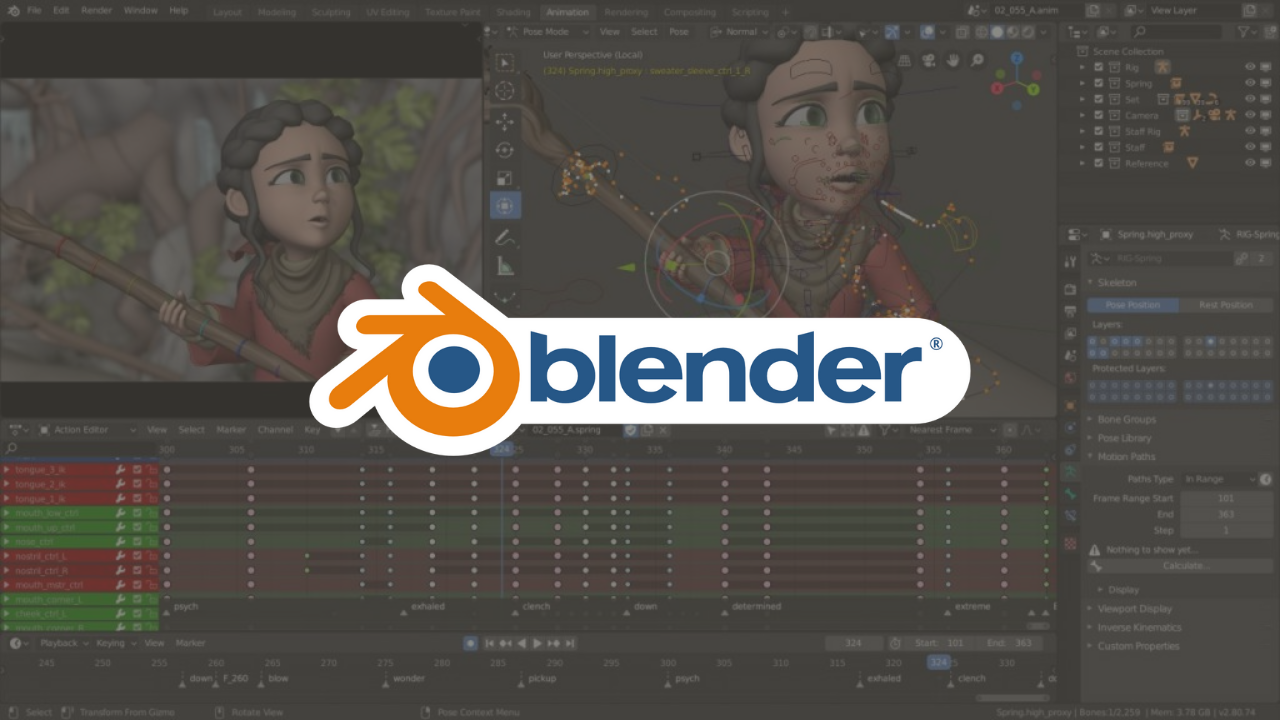 File Edit Render Window Help Layout Modeling Sculpting UV Editing Texture Paint Shading Animation Rendering Compositing Scripting + 02_055_A.anim View Layer
Pose Mode View Select Pose Normal
User Perspective (Local)
(324) Spring.high_proxy : sweater_sleeve_ctrl_1_R
X
Y
Z
Scene Collection
Rig
Spring
Set
Camera
Staff Rig
Staff
Reference
Spring.high_proxy RIG-Spring
RIG-Spring 2
Skeleton
Pose Position Rest Position
Layers:
Protected Layers:
Bone Groups
Pose Library
Motion Paths
Paths Type In Range
Frame Range Start 101
End 363
Step 1
Nothing to show yet...
Calculate...
Display
Viewport Display
Inverse Kinematics
Custom Properties
blender®
Action Editor View Select Marker Channel Key 02_055_A.spring Nearest Frame
300 305 310 315 324 325 330 335 340 345 350 355 360
tongue_3_ik
tongue_2_ik
tongue_1_ik
mouth_low_ctrl
mouth_up_ctrl
nose_ctrl
nostril_ctrl_L
nostril_ctrl_R
mouth_mstr_ctrl
mouth_corner_L
cheek_ctrl_L
mouth_corner_R
psych exhaled clench down determined extreme
Playback Keying View Marker 324 Start: 101 End: 363
245 250 255 260 265 270 275 280 285 290 295 300 305 310 315 320 324 330
down F_260 blow wonder pickup psych exhaled clench
Select Transform From Gizmo Rotate View Pose Context Menu Spring.high_proxy | Bones:1/2.259 | Mem: 3.78 GB | v2.80.74